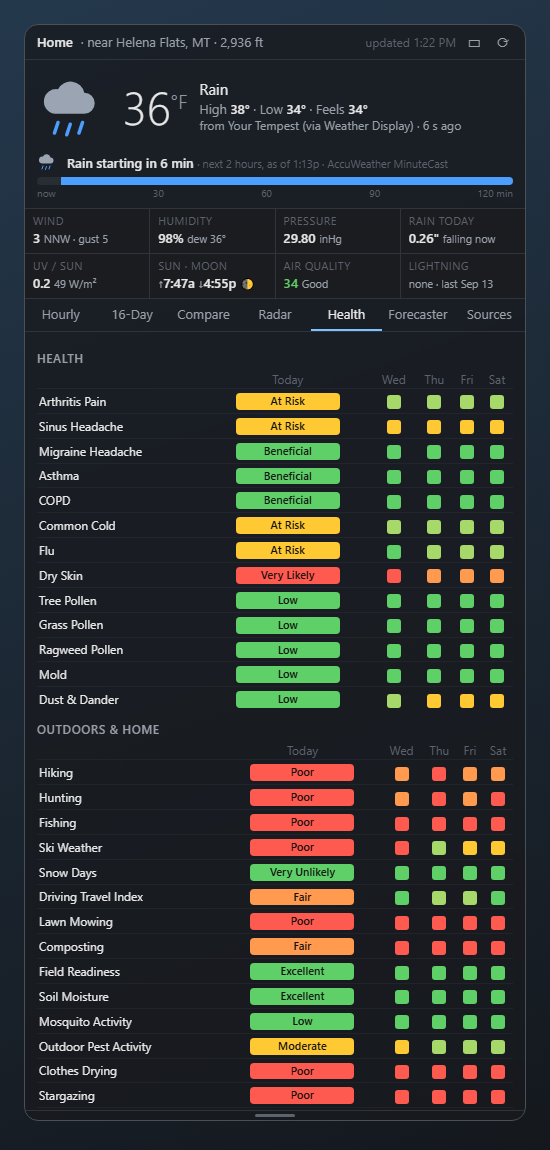 Home · near Helena Flats, MT · 2,936 ft updated 1:22 PM
36°F
Rain
High 38° · Low 34° · Feels 34°
from Your Tempest (via Weather Display) · 6 s ago
Rain starting in 6 min · next 2 hours, as of 1:13p · AccuWeather MinuteCast
now 30 60 90 120 min
WIND HUMIDITY PRESSURE RAIN TODAY
3 NNW · gust 5 98% dew 36° 29.80 inHg 0.26" falling now
UV / SUN SUN · MOON AIR QUALITY LIGHTNING
0.2 49 W/m² ↑7:47a ↓4:55p 34 Good none · last Sep 13
Hourly 16-Day Compare Radar Health Forecaster Sources
HEALTH
Today Wed Thu Fri Sat
Arthritis Pain At Risk
Sinus Headache At Risk
Migraine Headache Beneficial
Asthma Beneficial
COPD Beneficial
Common Cold At Risk
Flu At Risk
Dry Skin Very Likely
Tree Pollen Low
Grass Pollen Low
Ragweed Pollen Low
Mold Low
Dust & Dander Low
OUTDOORS & HOME
Today Wed Thu Fri Sat
Hiking Poor
Hunting Poor
Fishing Poor
Ski Weather Poor
Snow Days Very Unlikely
Driving Travel Index Fair
Lawn Mowing Poor
Composting Fair
Field Readiness Excellent
Soil Moisture Excellent
Mosquito Activity Low
Outdoor Pest Activity Moderate
Clothes Drying Poor
Stargazing Poor